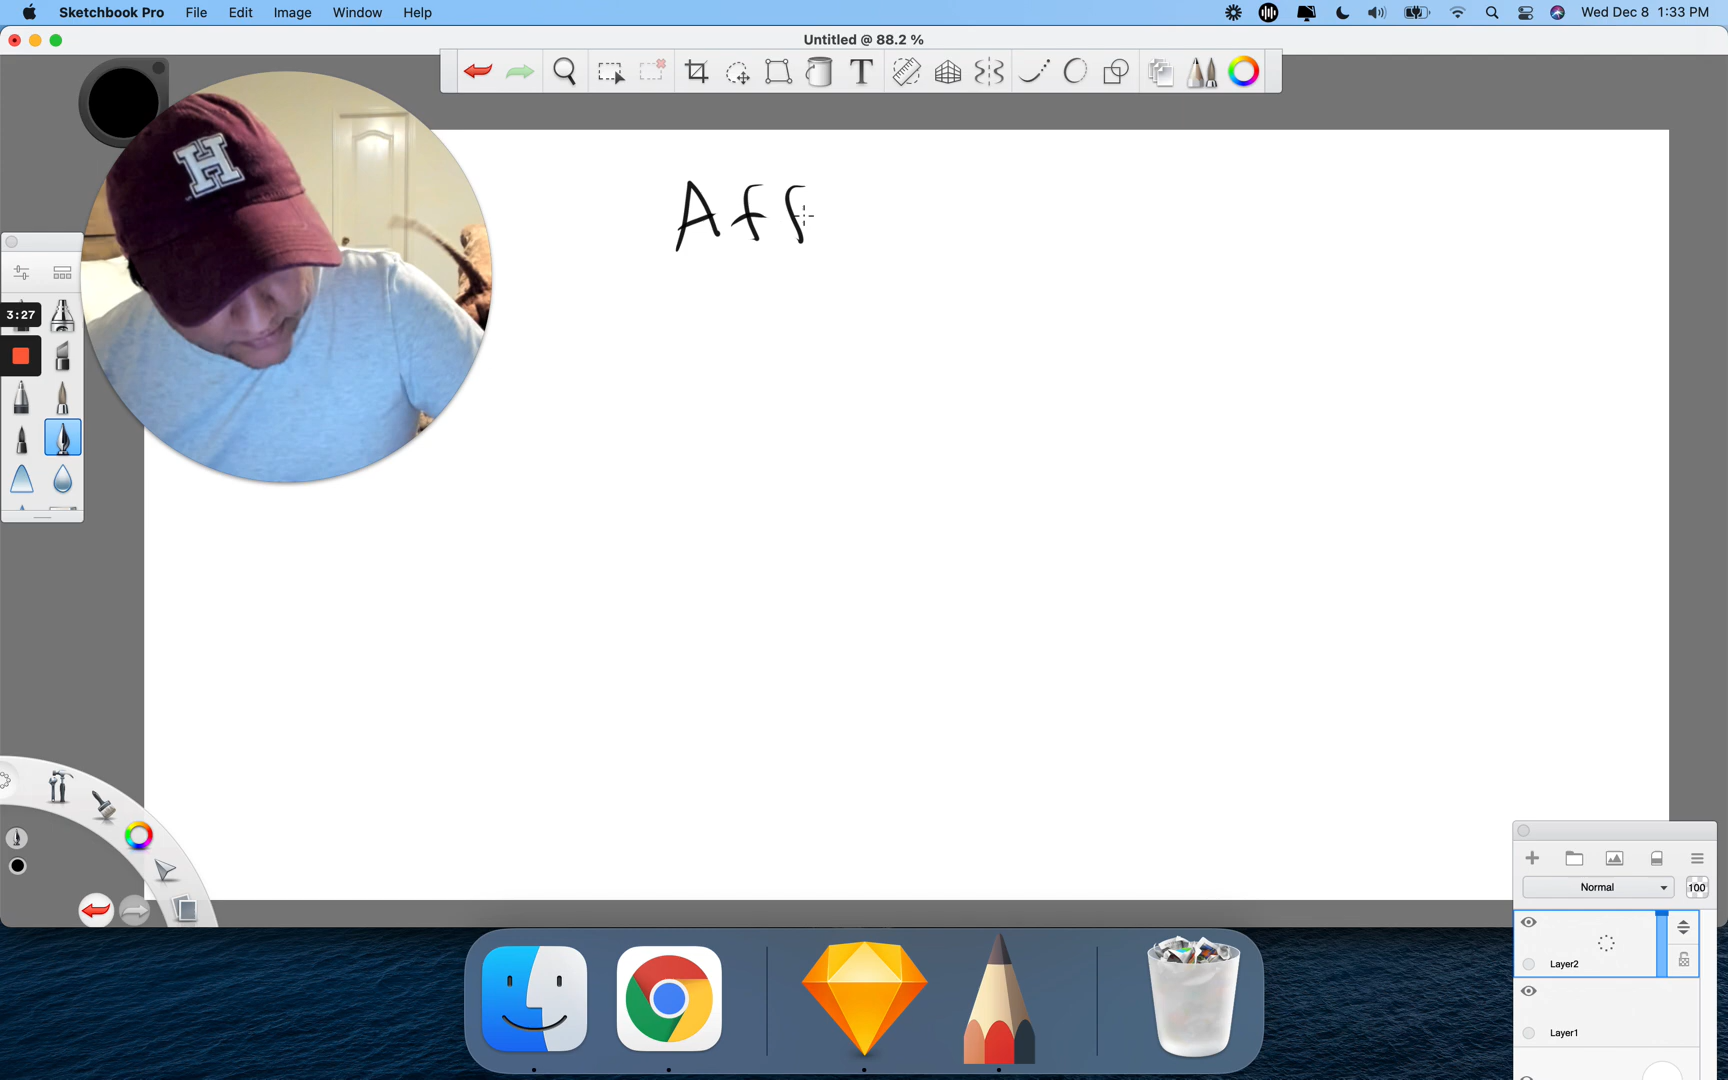 Sketchbook Pro File Edit Image Window Help Wed Dec 8 1:33 PM
Untitled @ 88.2 %
T
H
Aff
3:27
Normal 100
Layer2
Layer1